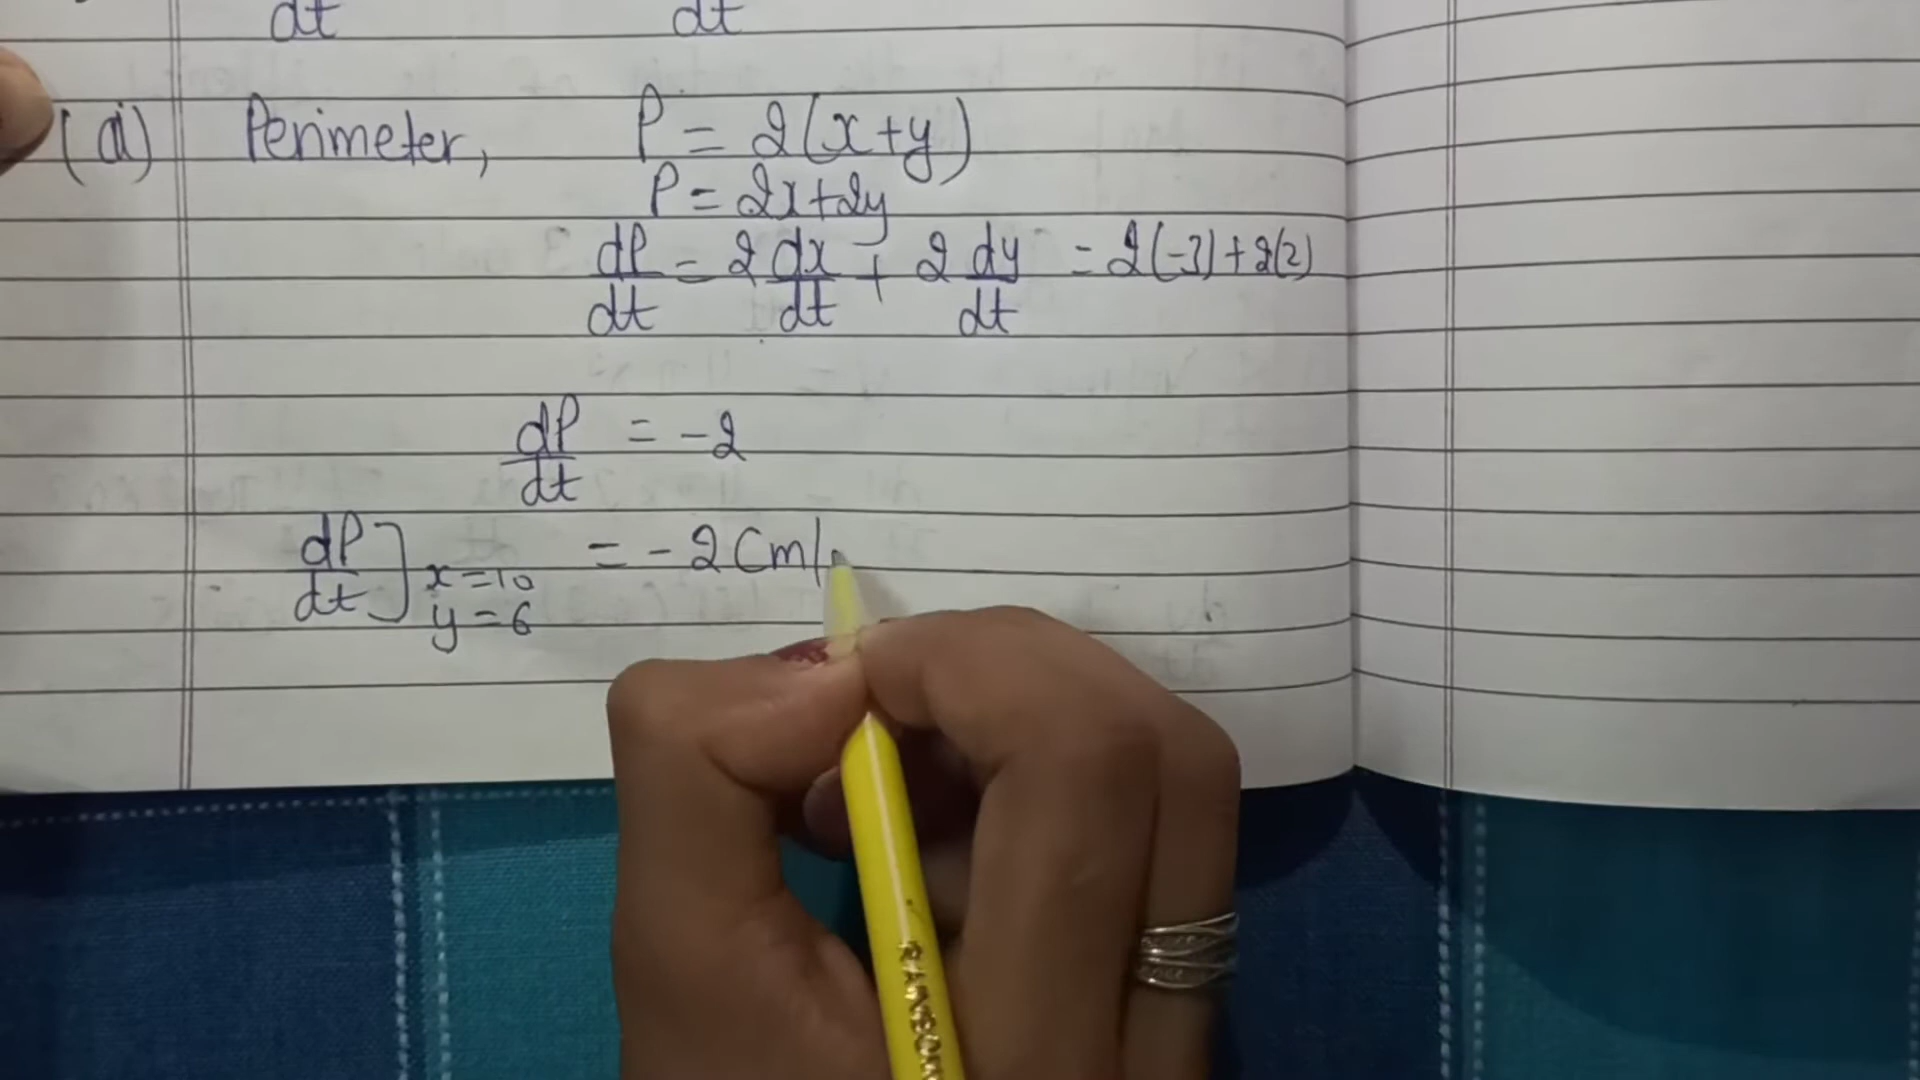 dt dt
(a) Perimeter, P = 2(x+y)
P = 2x+2y
dP/dt = 2 dx/dt + 2 dy/dt = 2(-3)+2(2)
dP/dt = -2
dP/dt]x=10 y=6 = -2 Cm/